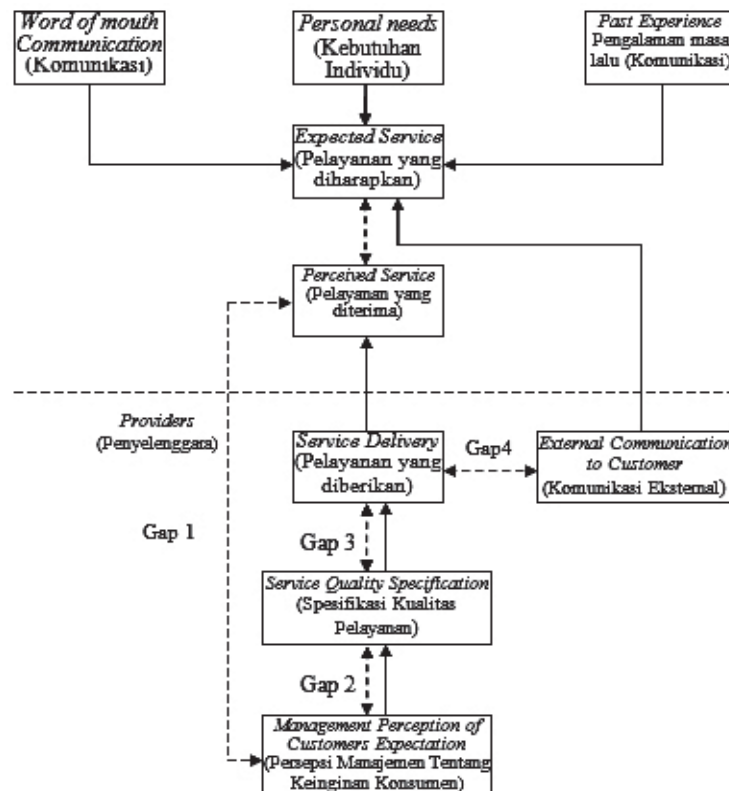 Word of mouth
Communication
(Komunikasi)
Personal needs
(Kebutuhan
Individu)
Past Experience
Pengalaman masa
lalu (Komunikasi)
Expected Service
(Pelayanan yang
diharapkan)
Perceived Service
(Pelayanan yang
diterima)
Providers
(Penyelenggara)
Service Delivery
(Pelayanan yang
diberikan)
Gap4
External Communication
to Customer
(Komunikasi Eksternal)
Gap 1
Gap 3
Service Quality Specification
(Spesifikasi Kualitas
Pelayanan)
Gap 2
Management Perception of
Customers Expectation
(Persepsi Manajemen Tentang
Keinginan Konsumen)